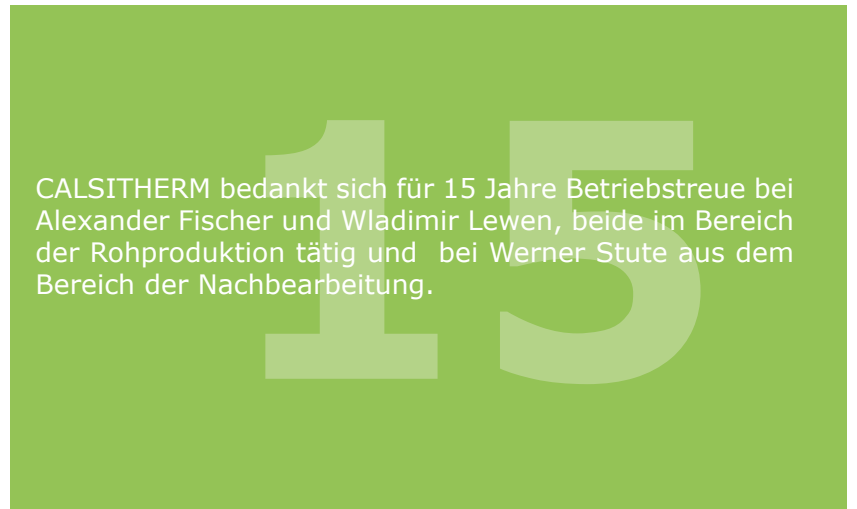 15
CALSITHERM bedankt sich für 15 Jahre Betriebstreue bei
Alexander Fischer und Wladimir Lewen, beide im Bereich
der Rohproduktion tätig und  bei Werner Stute aus dem
Bereich der Nachbearbeitung.